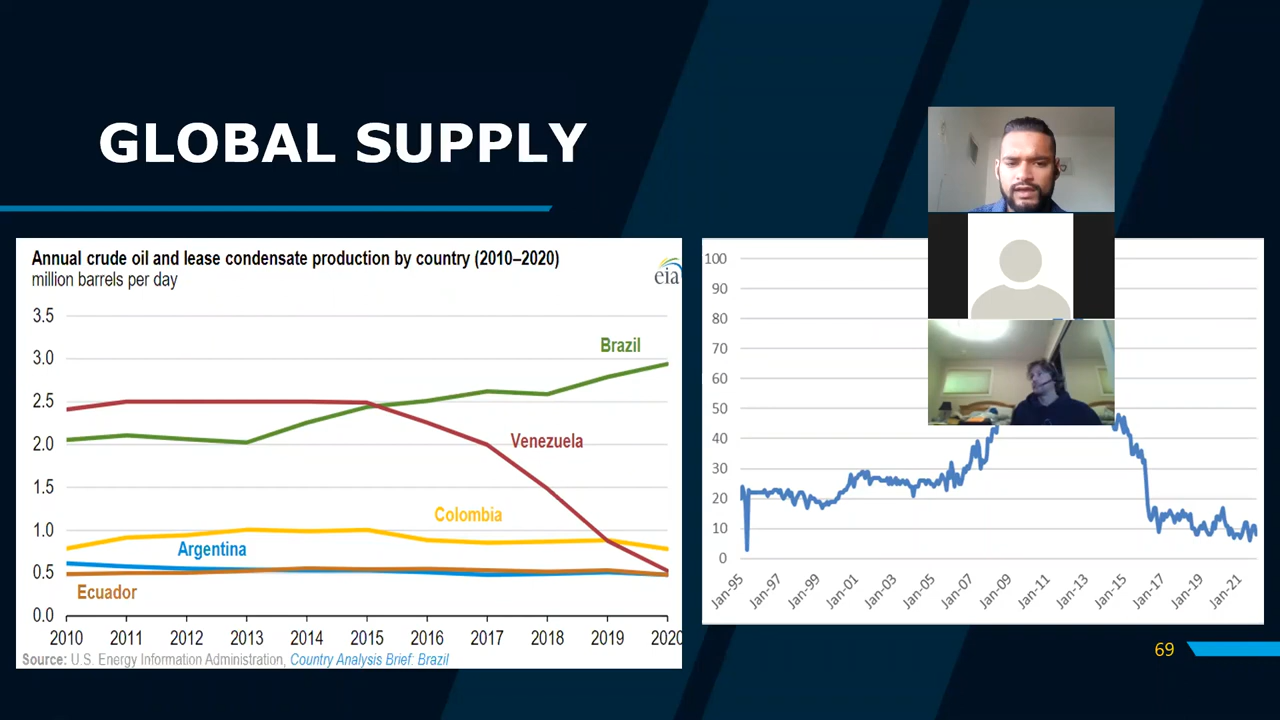 GLOBAL SUPPLY
Annual crude oil and lease condensate production by country (2010–2020)
million barrels per day
eia
3.5
3.0
2.5
2.0
1.5
1.0
0.5
0.0
Brazil
Venezuela
Colombia
Argentina
Ecuador
2010 2011 2012 2013 2014 2015 2016 2017 2018 2019 2020
Source: U.S. Energy Information Administration, Country Analysis Brief: Brazil
100
90
80
70
60
50
40
30
20
10
0
Jan-95 Jan-97 Jan-99 Jan-01 Jan-03 Jan-05 Jan-07 Jan-09 Jan-11 Jan-13 Jan-15 Jan-17 Jan-19 Jan-21
69